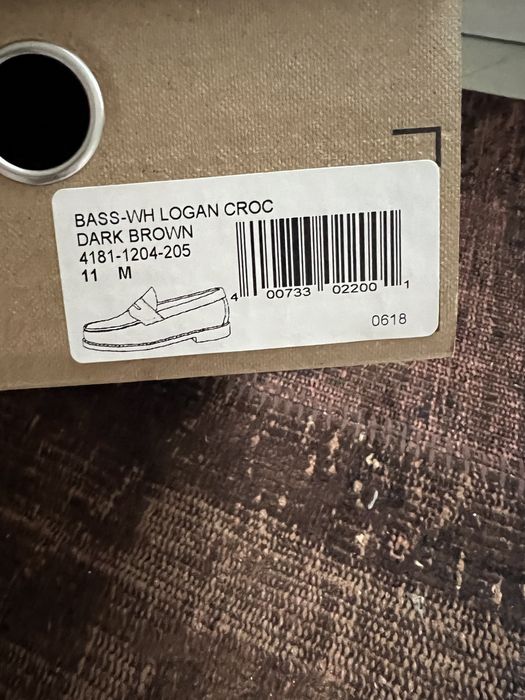 BASS-WH LOGAN CROC
DARK BROWN
4181-1204-205
11 M
4 00733 02200 1
0618